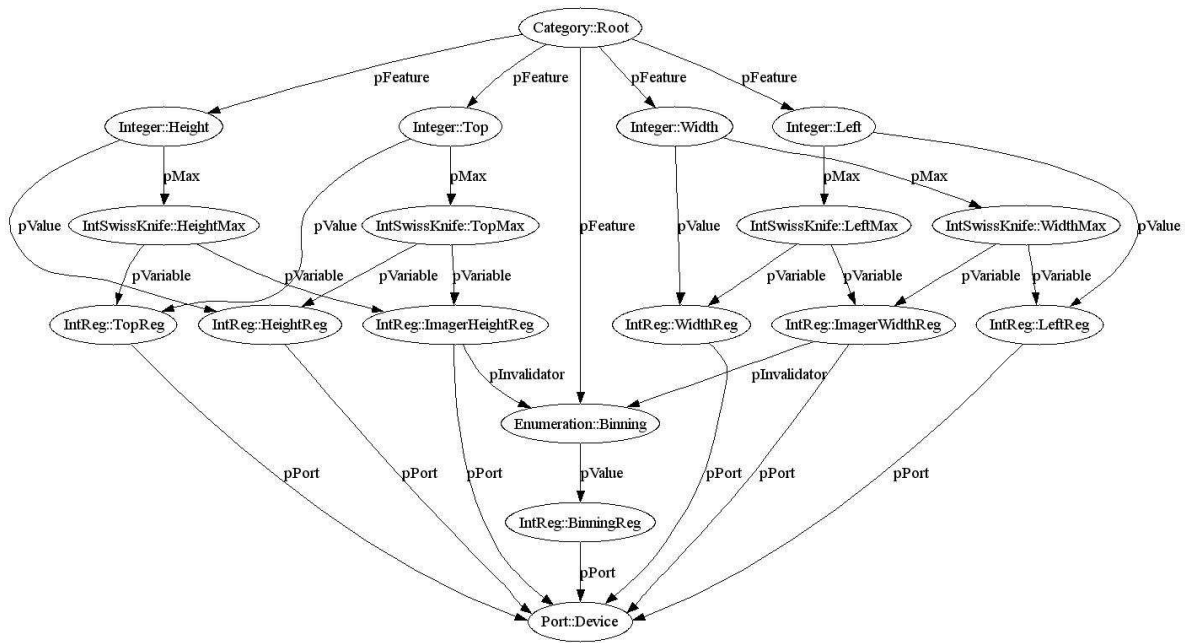 Category::Root
pFeature pFeature pFeature pFeature
Integer::Height Integer::Top Integer::Width Integer::Left
pMax pMax pMax pMax
IntSwissKnife::HeightMax IntSwissKnife::TopMax IntSwissKnife::LeftMax IntSwissKnife::WidthMax
pValue pValue pFeature pValue pValue
pVariable pVariable pVariable pVariable pVariable pVariable
IntReg::TopReg IntReg::HeightReg IntReg::ImagerHeightReg IntReg::WidthReg IntReg::ImagerWidthReg IntReg::LeftReg
pInvalidator pInvalidator
Enumeration::Binning
pPort pPort pPort pValue pPort pPort pPort
IntReg::BinningReg
pPort
Port::Device